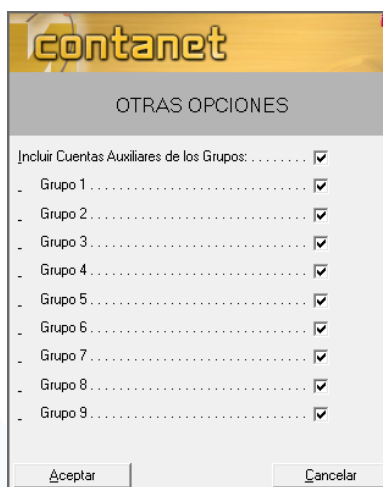 contanet
OTRAS OPCIONES
Incluir Cuentas Auxiliares de los Grupos: . . . . . . . .
- Grupo 1 . . . . . . . . . . . . . . . . . . . . . . . . . . . . . .
- Grupo 2 . . . . . . . . . . . . . . . . . . . . . . . . . . . . . .
- Grupo 3 . . . . . . . . . . . . . . . . . . . . . . . . . . . . . .
- Grupo 4 . . . . . . . . . . . . . . . . . . . . . . . . . . . . . .
- Grupo 5 . . . . . . . . . . . . . . . . . . . . . . . . . . . . . .
- Grupo 6 . . . . . . . . . . . . . . . . . . . . . . . . . . . . . .
- Grupo 7 . . . . . . . . . . . . . . . . . . . . . . . . . . . . . .
- Grupo 8 . . . . . . . . . . . . . . . . . . . . . . . . . . . . . .
- Grupo 9 . . . . . . . . . . . . . . . . . . . . . . . . . . . . . .
Aceptar Cancelar